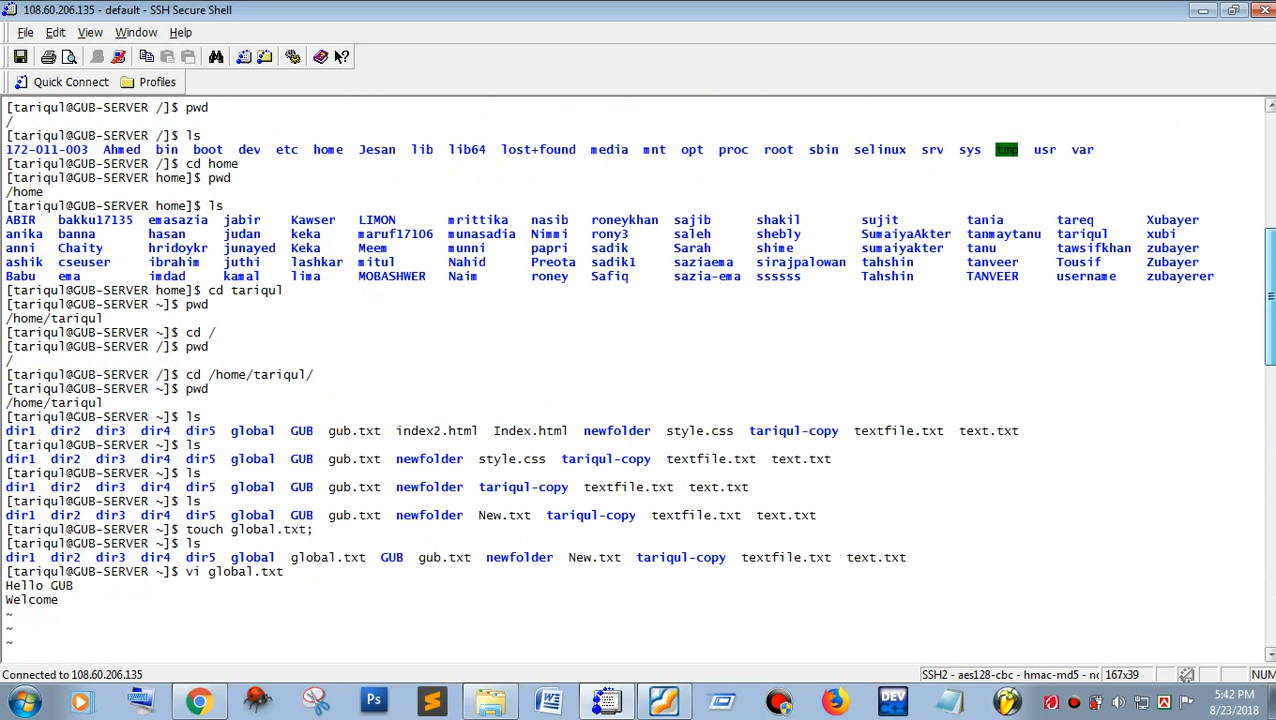 108.60.206.135 - default - SSH Secure Shell
File Edit View Window Help
Quick Connect Profiles
[tariqul@GUB-SERVER /]$ pwd
/
[tariqul@GUB-SERVER /]$ ls
172-011-003 Ahmed bin boot dev etc home Jesan lib lib64 lost+found media mnt opt proc root sbin selinux srv sys tmp usr var
[tariqul@GUB-SERVER /]$ cd home
[tariqul@GUB-SERVER home]$ pwd
/home
[tariqul@GUB-SERVER home]$ ls
ABIR bakku17135 emasazia jabir Kawser LIMON mrittika nasib roneykhan sajib shakil sujit tania tareq Xubayer
anika banna hasan judan keka maruf17106 munasadia Nimmi rony3 saleh shebly SumaiyaAkter tanmaytanu tariqul xubi
anni Chaity hridoykr junayed Keka Meem munni papri sadik Sarah shime sumaiyakter tanu tawsifkhan zubayer
ashik cseuser ibrahim juthi lashkar mitul Nahid Preota sadik1 saziaema sirajpalowan tahshin tanveer Tousif zubayer
Babu ema imdad kamal lima MOBASHWER Naim roney Safiq sazia-ema ssssss Tahshin TANVEER username zubayerer
[tariqul@GUB-SERVER home]$ cd tariqul
[tariqul@GUB-SERVER ~]$ pwd
/home/tariqul
[tariqul@GUB-SERVER ~]$ cd /
[tariqul@GUB-SERVER /]$ pwd
/
[tariqul@GUB-SERVER /]$ cd /home/tariqul/
[tariqul@GUB-SERVER ~]$ pwd
/home/tariqul
[tariqul@GUB-SERVER ~]$ ls
dir1 dir2 dir3 dir4 dir5 global GUB gub.txt index2.html Index.html newfolder style.css tariqul-copy textfile.txt text.txt
[tariqul@GUB-SERVER ~]$ ls
dir1 dir2 dir3 dir4 dir5 global GUB gub.txt newfolder style.css tariqul-copy textfile.txt text.txt
[tariqul@GUB-SERVER ~]$ ls
dir1 dir2 dir3 dir4 dir5 global GUB gub.txt newfolder tariqul-copy textfile.txt text.txt
[tariqul@GUB-SERVER ~]$ ls
dir1 dir2 dir3 dir4 dir5 global GUB gub.txt newfolder New.txt tariqul-copy textfile.txt text.txt
[tariqul@GUB-SERVER ~]$ touch global.txt;
[tariqul@GUB-SERVER ~]$ ls
dir1 dir2 dir3 dir4 dir5 global global.txt GUB gub.txt newfolder New.txt tariqul-copy textfile.txt text.txt
[tariqul@GUB-SERVER ~]$ vi global.txt
Hello GUB
Welcome
~
~
~
Connected to 108.60.206.135 SSH2 - aes128-cbc - hmac-md5 - 167x39 NUM
Ps DEV 5:42 PM
8/23/2018